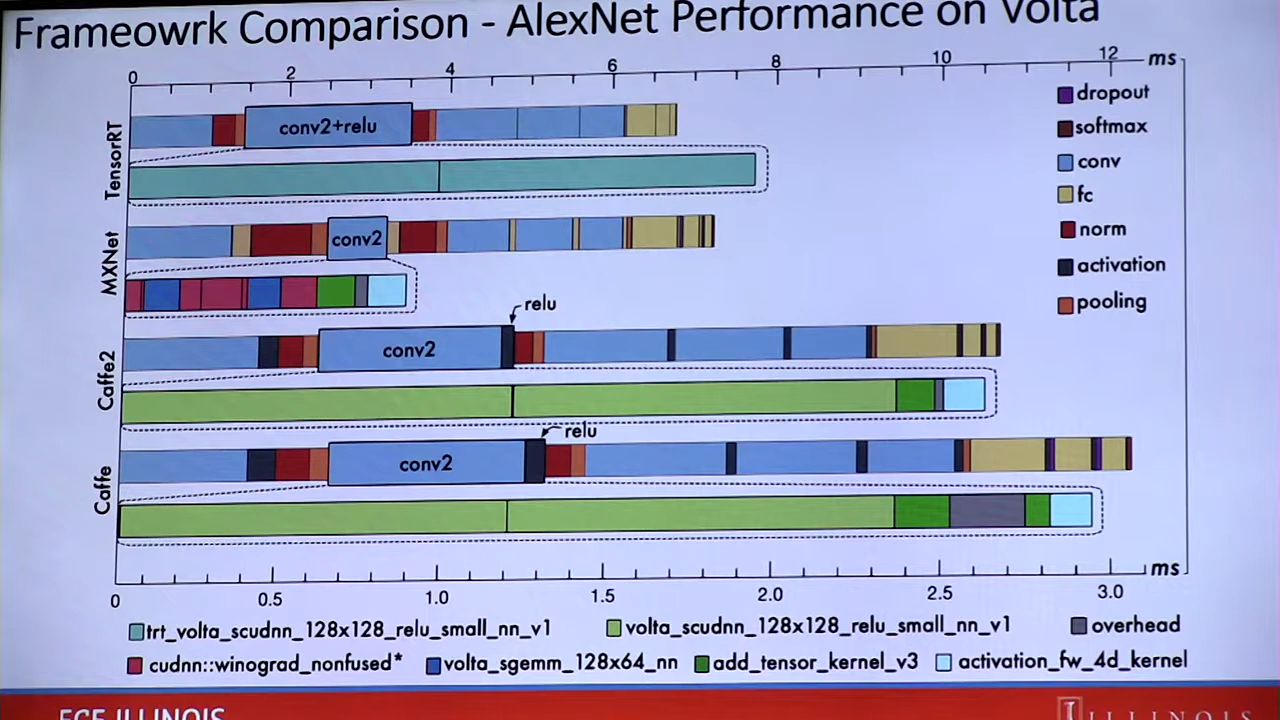 Frameowrk Comparison - AlexNet Performance on Volta
0 2 4 6 8 10 12 ms
TensorRT
conv2+relu
MXNet
conv2
Caffe2
conv2
relu
Caffe
conv2
relu
dropout
softmax
conv
fc
norm
activation
pooling
0 0.5 1.0 1.5 2.0 2.5 3.0 ms
trt_volta_scudnn_128x128_relu_small_nn_v1 volta_scudnn_128x128_relu_small_nn_v1 overhead
cudnn::winograd_nonfused* volta_sgemm_128x64_nn add_tensor_kernel_v3 activation_fw_4d_kernel
ECE ILLINOIS
ILLINOIS